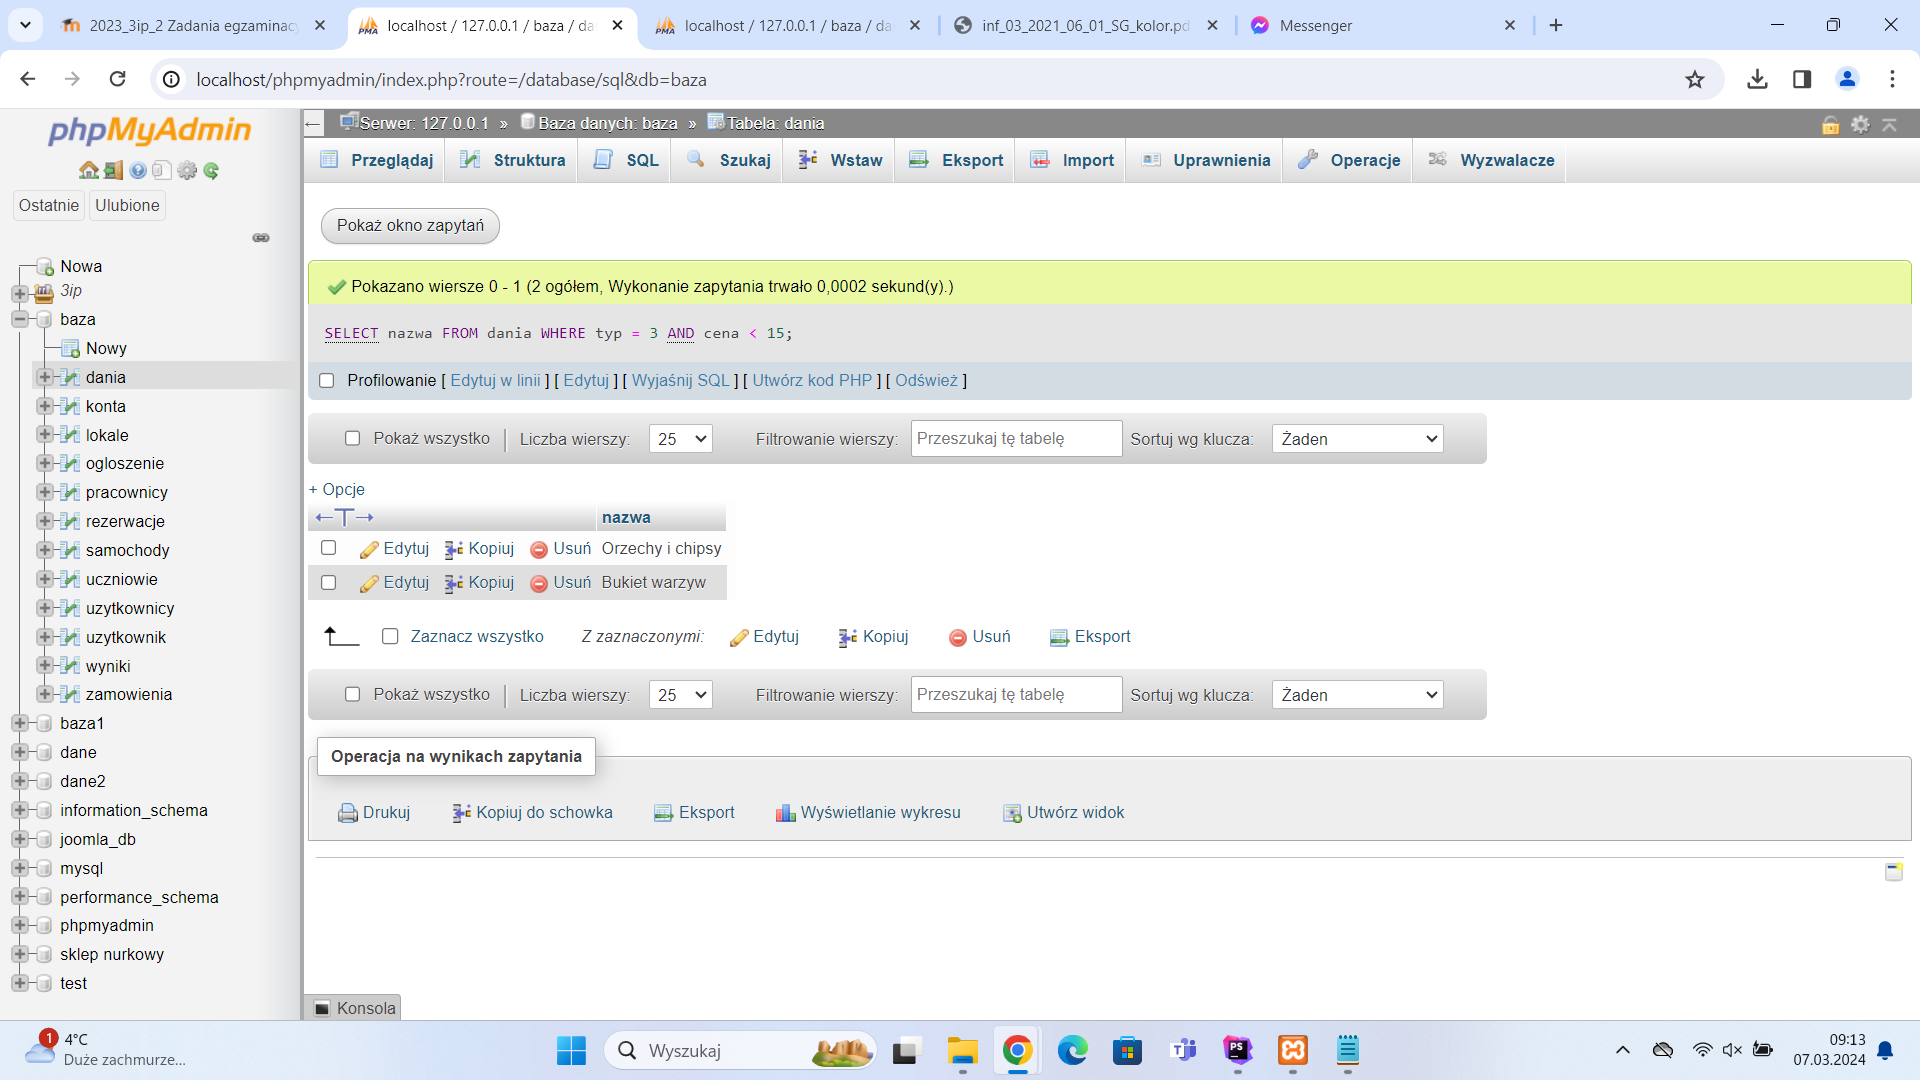 2023_3ip_2 Zadania egzaminac
localhost / 127.0.0.1 / baza / da
localhost / 127.0.0.1 / baza / da
inf_03_2021_06_01_SG_kolor.pd
Messenger
localhost/phpmyadmin/index.php?route=/database/sql&db=baza
phpMyAdmin
Ostatnie
Ulubione
Nowa
3ip
baza
Nowy
dania
konta
lokale
ogloszenie
pracownicy
rezerwacje
samochody
uczniowie
uzytkownicy
uzytkownik
wyniki
zamowienia
baza1
dane
dane2
information_schema
joomla_db
mysql
performance_schema
phpmyadmin
sklep nurkowy
test
Serwer: 127.0.0.1 » Baza danych: baza » Tabela: dania
Przeglądaj Struktura SQL Szukaj Wstaw Eksport Import Uprawnienia Operacje Wyzwalacze
Pokaż okno zapytań
Pokazano wiersze 0 - 1 (2 ogółem, Wykonanie zapytania trwało 0,0002 sekund(y).)
SELECT nazwa FROM dania WHERE typ = 3 AND cena < 15;
Profilowanie [ Edytuj w linii ] [ Edytuj ] [ Wyjaśnij SQL ] [ Utwórz kod PHP ] [ Odśwież ]
Pokaż wszystko | Liczba wierszy: 25 Filtrowanie wierszy: Przeszukaj tę tabelę Sortuj wg klucza: Żaden
+ Opcje
←T→ nazwa
Edytuj Kopiuj Usuń Orzechy i chipsy
Edytuj Kopiuj Usuń Bukiet warzyw
Zaznacz wszystko Z zaznaczonymi: Edytuj Kopiuj Usuń Eksport
Pokaż wszystko | Liczba wierszy: 25 Filtrowanie wierszy: Przeszukaj tę tabelę Sortuj wg klucza: Żaden
Operacja na wynikach zapytania
Drukuj Kopiuj do schowka Eksport Wyświetlanie wykresu Utwórz widok
Konsola
1
4°C
Duże zachmurze...
Wyszukaj
09:13
07.03.2024